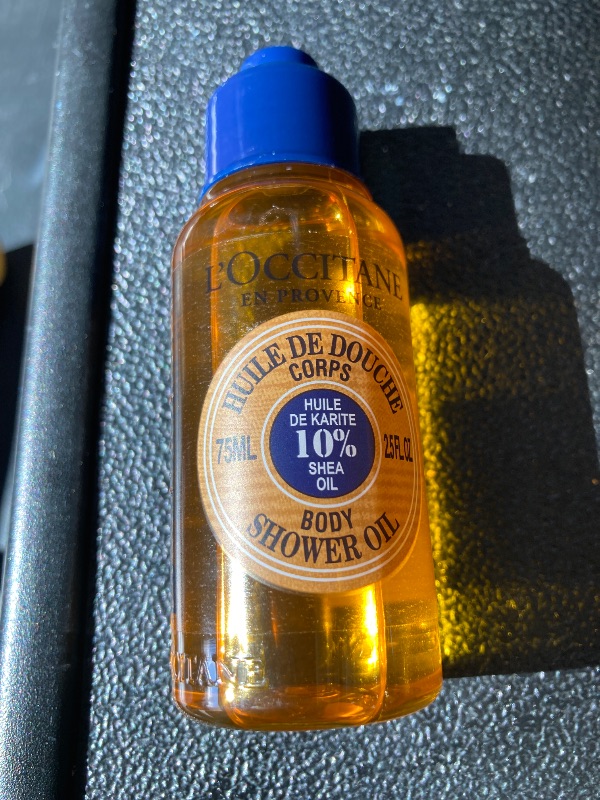 L'OCCITANE
EN PROVENCE
HUILE DE DOUCHE
CORPS
HUILE
DE KARITE
10%
SHEA
OIL
75ML
2.5FL.OZ
BODY
SHOWER OIL